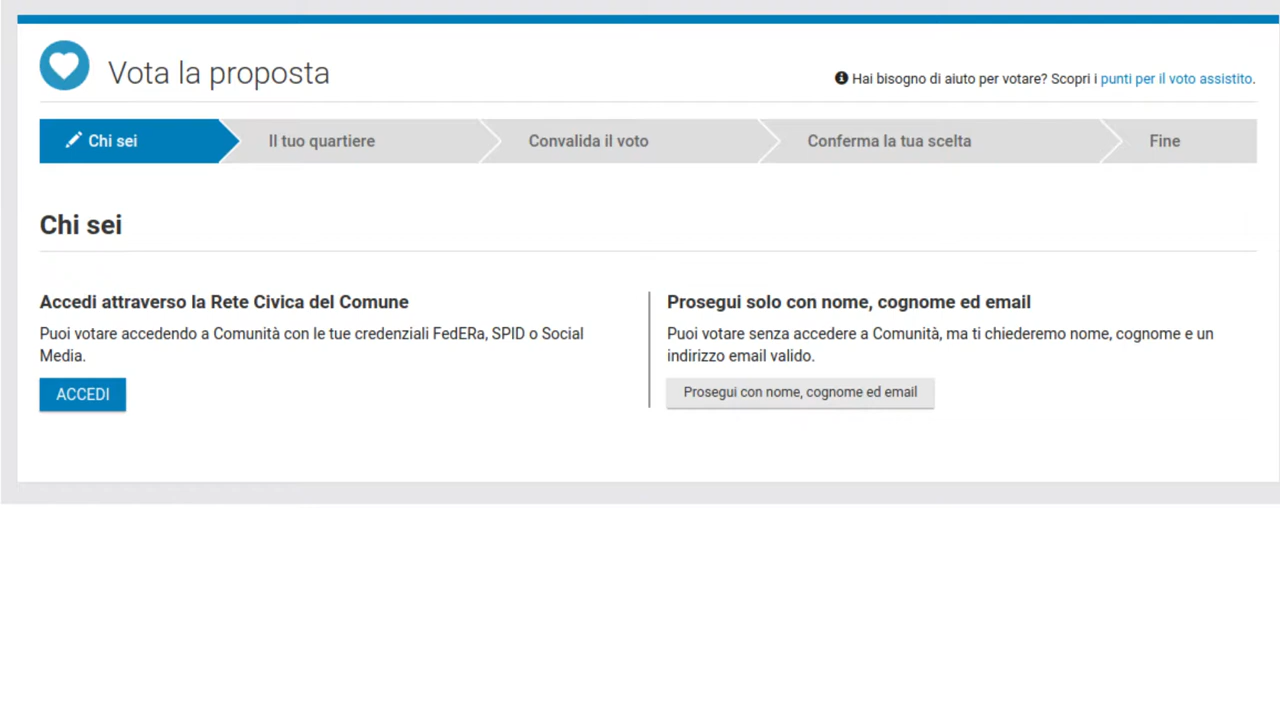 Vota la proposta
Hai bisogno di aiuto per votare? Scopri i punti per il voto assistito.
Chi sei
Il tuo quartiere
Convalida il voto
Conferma la tua scelta
Fine
Chi sei
Accedi attraverso la Rete Civica del Comune
Puoi votare accedendo a Comunità con le tue credenziali FedERa, SPID o Social
Media.
ACCEDI
Prosegui solo con nome, cognome ed email
Puoi votare senza accedere a Comunità, ma ti chiederemo nome, cognome e un
indirizzo email valido.
Prosegui con nome, cognome ed email